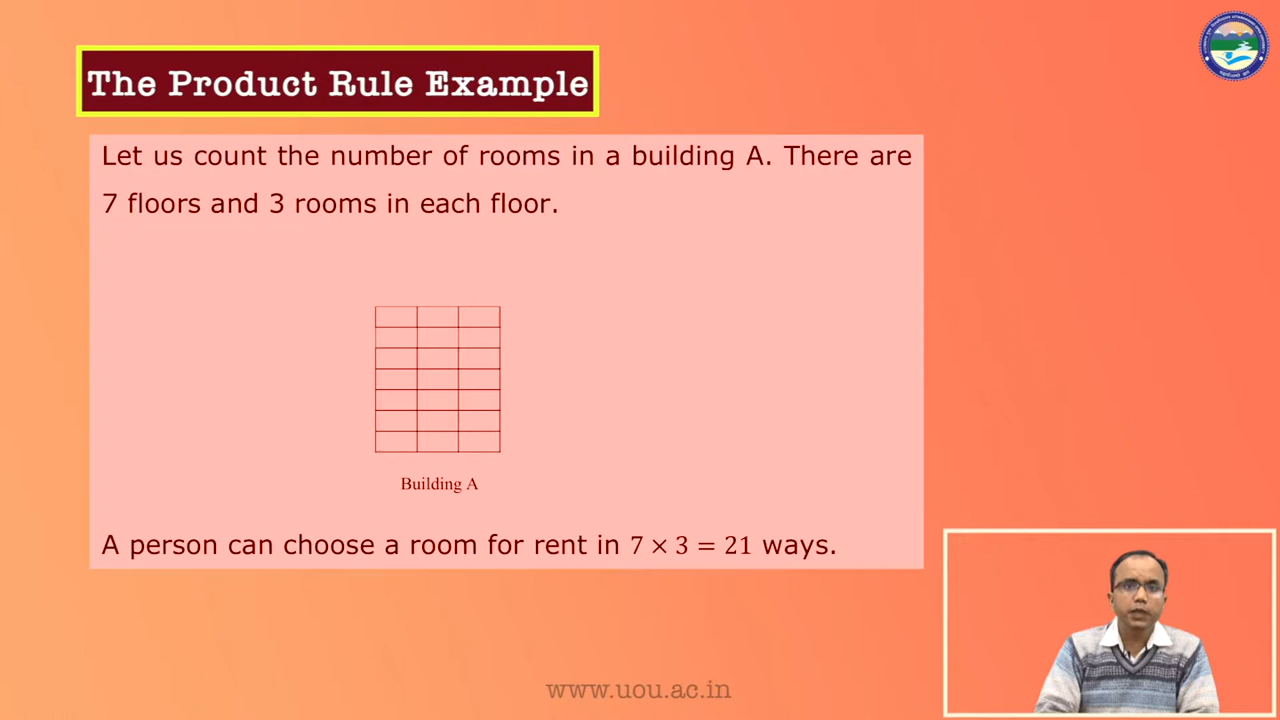 The Product Rule Example
Let us count the number of rooms in a building A. There are
7 floors and 3 rooms in each floor.
Building A
A person can choose a room for rent in 7 × 3 = 21 ways.
www.uou.ac.in